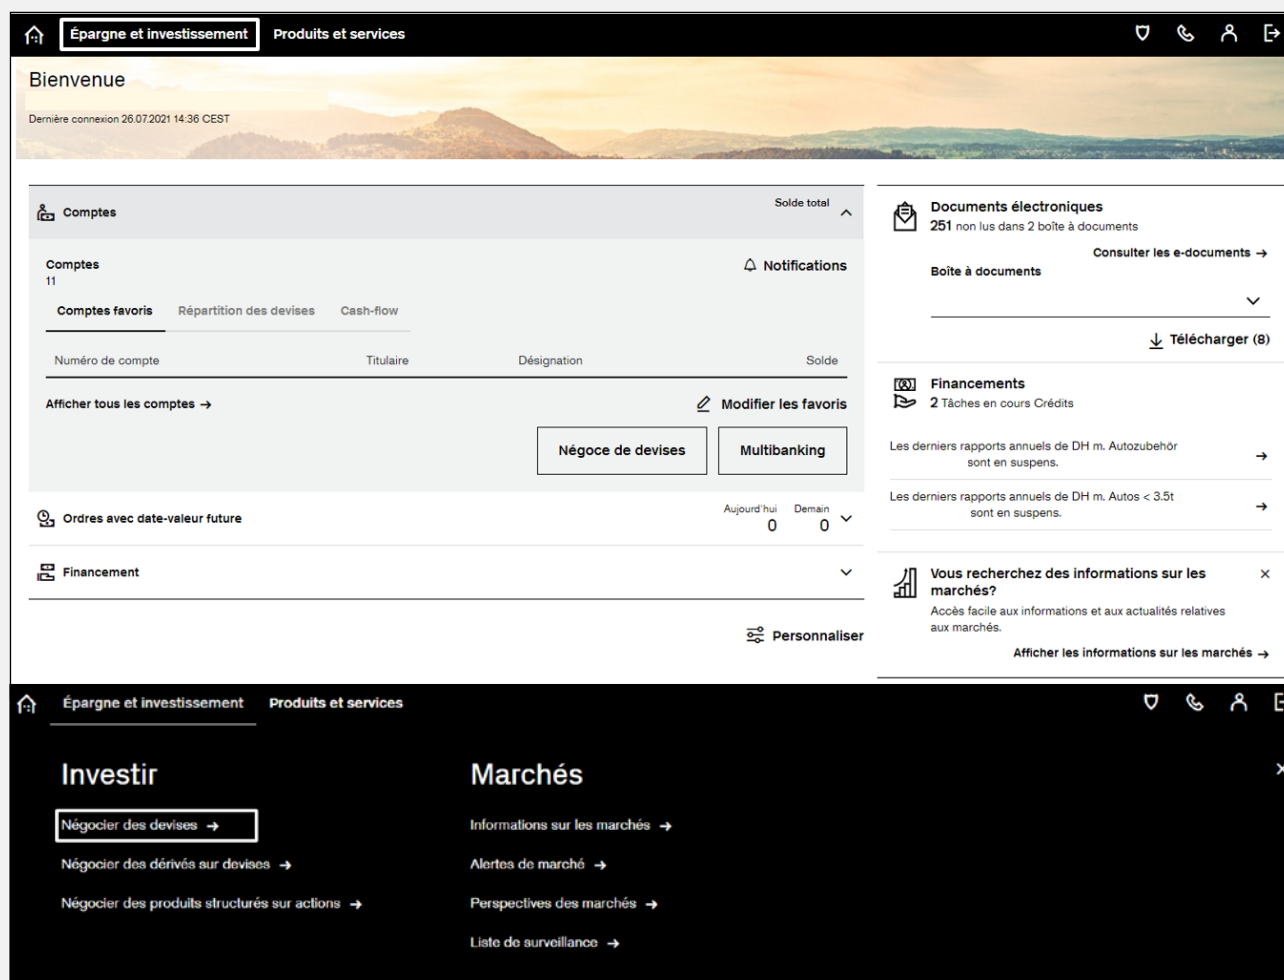 Épargne et investissement Produits et services
Bienvenue
Dernière connexion 26.07.2021 14:36 CEST
Comptes Solde total
Comptes
11
Notifications
Comptes favoris Répartition des devises Cash-flow
Numéro de compte Titulaire Désignation Solde
Afficher tous les comptes → Modifier les favoris
Négoce de devises Multibanking
Ordres avec date-valeur future Aujourd'hui Demain
0 0
Financement
Personnaliser
Documents électroniques
251 non lus dans 2 boîte à documents
Consulter les e-documents →
Boîte à documents
Télécharger (8)
Financements
2 Tâches en cours Crédits
Les derniers rapports annuels de DH m. Autozubehör
sont en suspens. →
Les derniers rapports annuels de DH m. Autos < 3.5t
sont en suspens. →
Vous recherchez des informations sur les
marchés?
Accès facile aux informations et aux actualités relatives
aux marchés.
Afficher les informations sur les marchés →
Épargne et investissement Produits et services
Investir
Négocier des devises →
Négocier des dérivés sur devises →
Négocier des produits structurés sur actions →
Marchés
Informations sur les marchés →
Alertes de marché →
Perspectives des marchés →
Liste de surveillance →